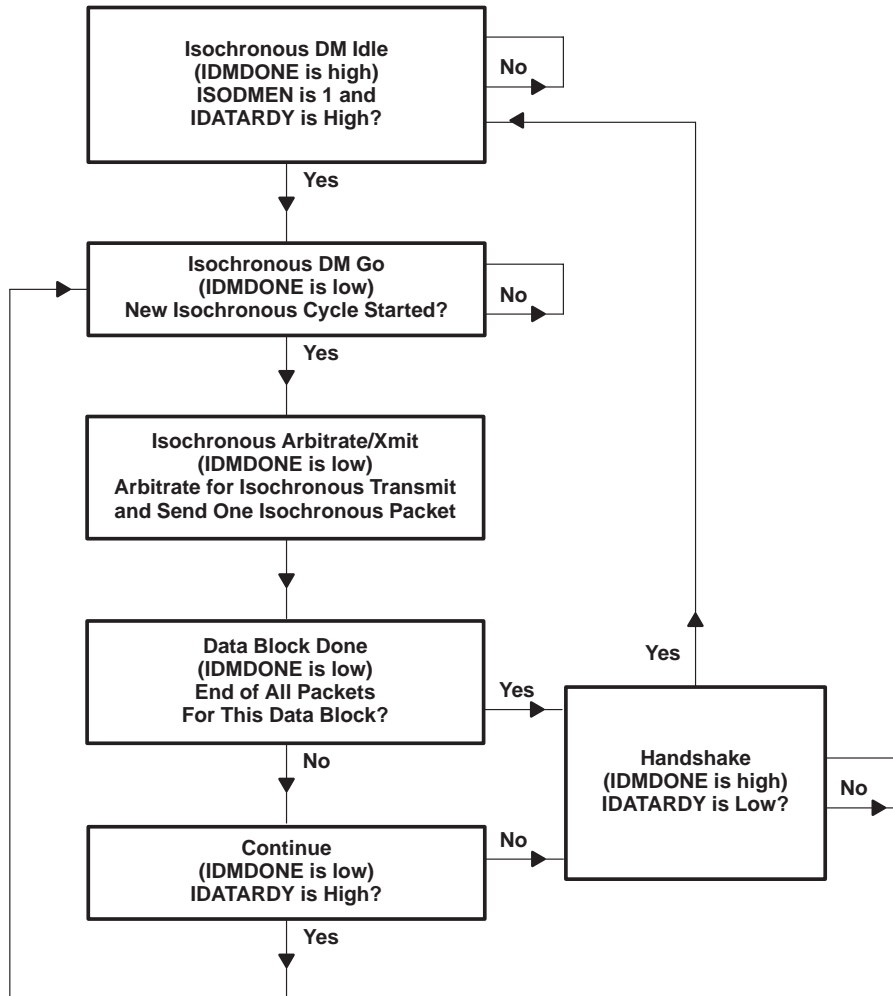 Isochronous DM Idle
(IDMDONE is high)
ISODMEN is 1 and
IDATARDY is High?
No
Yes
Isochronous DM Go
(IDMDONE is low)
New Isochronous Cycle Started?
No
Yes
Isochronous Arbitrate/Xmit
(IDMDONE is low)
Arbitrate for Isochronous Transmit
and Send One Isochronous Packet
Data Block Done
(IDMDONE is low)
End of All Packets
For This Data Block?
Yes
No
Yes
Handshake
(IDMDONE is high)
IDATARDY is Low?
No
Continue
(IDMDONE is low)
IDATARDY is High?
No
Yes